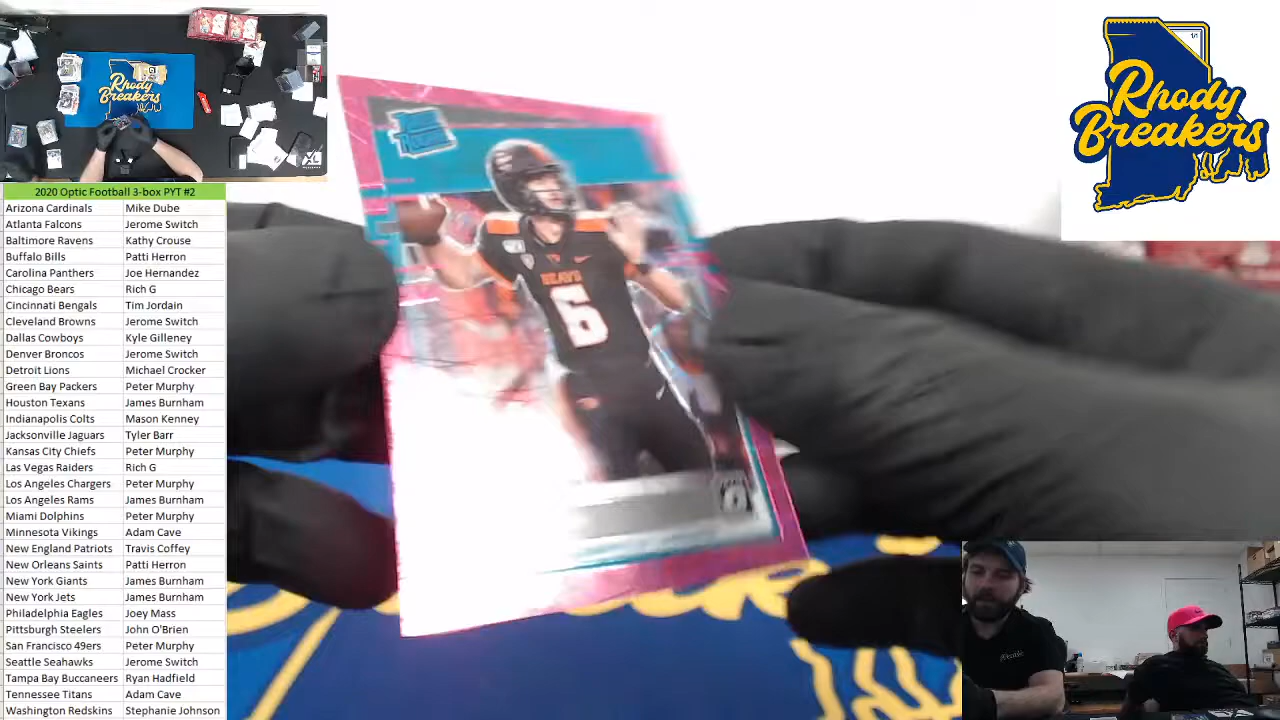 Rhody
Breakers
1/1
Rhody
Breakers
2020 Optic Football 3-box PYT #2
Arizona Cardinals Mike Dube
Atlanta Falcons Jerome Switch
Baltimore Ravens Kathy Crouse
Buffalo Bills Patti Herron
Carolina Panthers Joe Hernandez
Chicago Bears Rich G
Cincinnati Bengals Tim Jordain
Cleveland Browns Jerome Switch
Dallas Cowboys Kyle Gilleney
Denver Broncos Jerome Switch
Detroit Lions Michael Crocker
Green Bay Packers Peter Murphy
Houston Texans James Burnham
Indianapolis Colts Mason Kenney
Jacksonville Jaguars Tyler Barr
Kansas City Chiefs Peter Murphy
Las Vegas Raiders Rich G
Los Angeles Chargers Peter Murphy
Los Angeles Rams James Burnham
Miami Dolphins Peter Murphy
Minnesota Vikings Adam Cave
New England Patriots Travis Coffey
New Orleans Saints Patti Herron
New York Giants James Burnham
New York Jets James Burnham
Philadelphia Eagles Joey Mass
Pittsburgh Steelers John O'Brien
San Francisco 49ers Peter Murphy
Seattle Seahawks Jerome Switch
Tampa Bay Buccaneers Ryan Hadfield
Tennessee Titans Adam Cave
Washington Redskins Stephanie Johnson
BEAVS
6
XL